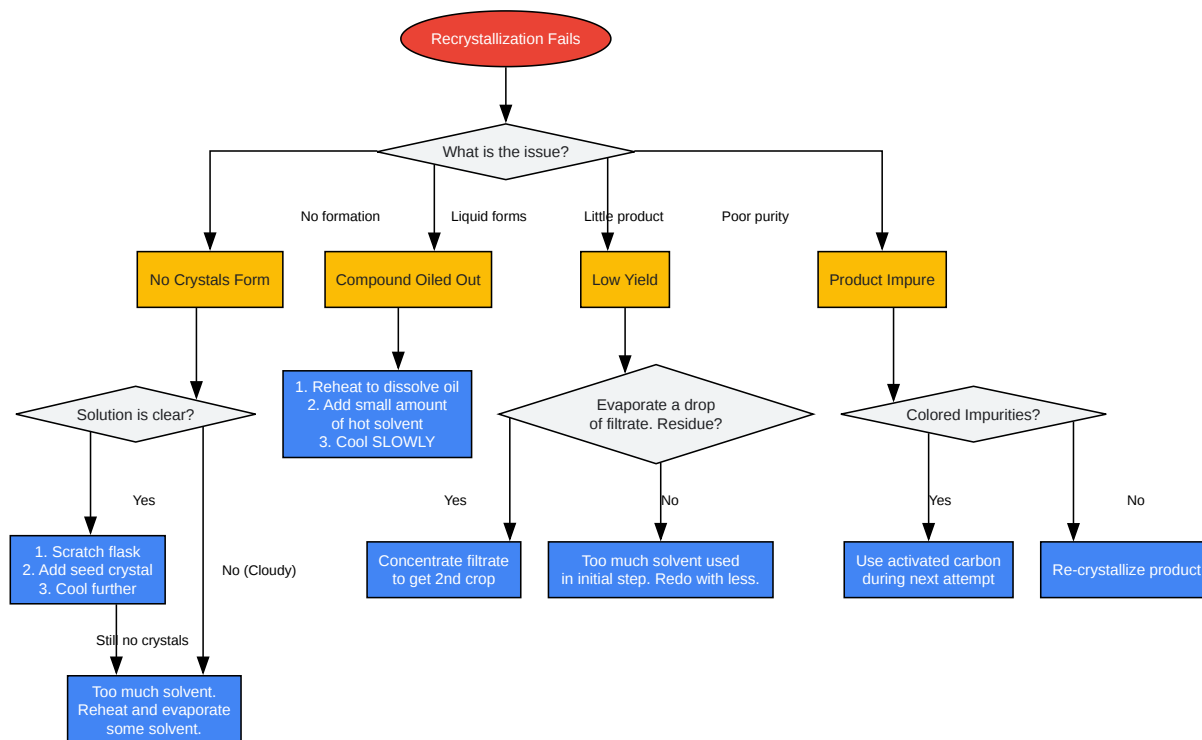 Recrystallization Fails
What is the issue?
No formation
Liquid forms
Little product
Poor purity
No Crystals Form
Compound Oiled Out
Low Yield
Product Impure
Solution is clear?
1. Reheat to dissolve oil
2. Add small amount
of hot solvent
3. Cool SLOWLY
Evaporate a drop
of filtrate. Residue?
Colored Impurities?
Yes
Yes
No
Yes
No
1. Scratch flask
2. Add seed crystal
3. Cool further
No (Cloudy)
Concentrate filtrate
to get 2nd crop
Too much solvent used
in initial step. Redo with less.
Use activated carbon
during next attempt
Re-crystallize product
Still no crystals
Too much solvent.
Reheat and evaporate
some solvent.